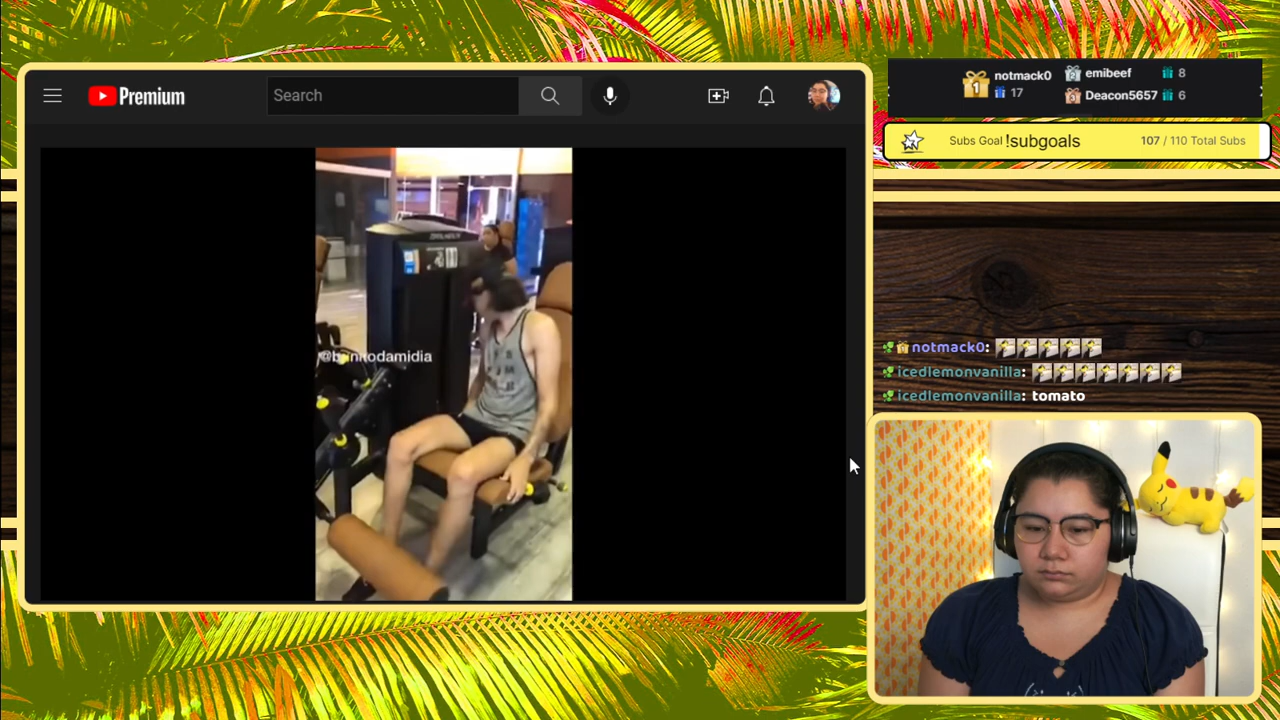 Premium
Search
notmack0
17
emibeef
8
Deacon5657
6
Subs Goal !subgoals 107 / 110 Total Subs
notmack0:
icedlemonvanilla:
icedlemonvanilla: tomato